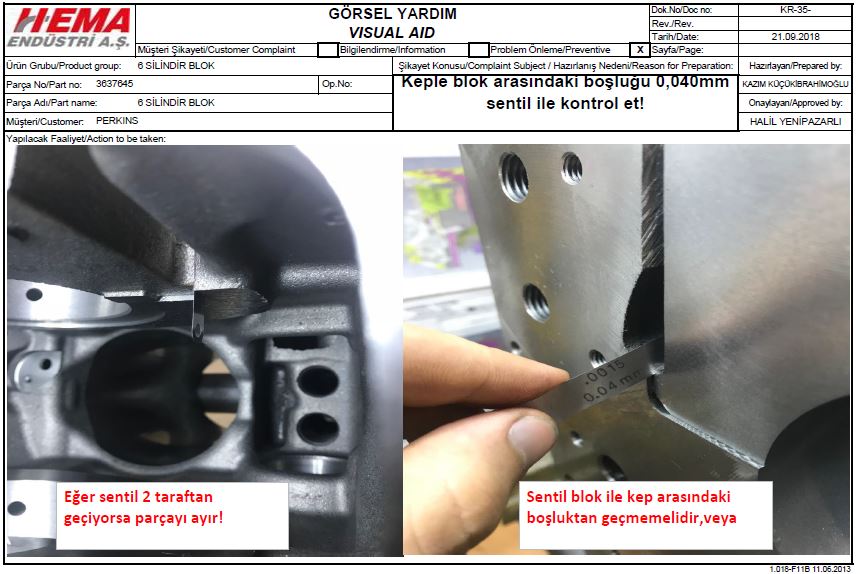 HEMA
ENDÜSTRİ A.Ş.
GÖRSEL YARDIM
VISUAL AID
Dok.No/Doc no: KR-35-
Rev./Rev.
Tarih/Date: 21.09.2018
Müşteri Şikayeti/Customer Complaint Bilgilendirme/Information Problem Önleme/Preventive X Sayfa/Page:
Ürün Grubu/Product group: 6 SİLİNDİR BLOK
Şikayet Konusu/Complaint Subject / Hazırlanış Nedeni/Reason for Preparation:
Hazırlayan/Prepared by:
Parça No/Part no: 3637645 Op.No:
Keple blok arasındaki boşluğu 0,040mm
sentil ile kontrol et!
KAZIM KÜÇÜKİBRAHİMOĞLU
Parça Adı/Part name: 6 SİLİNDİR BLOK
Onaylayan/Approved by:
Müşteri/Customer: PERKINS
HALİL YENİPAZARLI
Yapılacak Faaliyet/Action to be taken:
.0015
0.04 mm
Eğer sentil 2 taraftan
geçiyorsa parçayı ayır!
Sentil blok ile kep arasındaki
boşluktan geçmemelidir,veya
1.018-F11B 11.06.2013